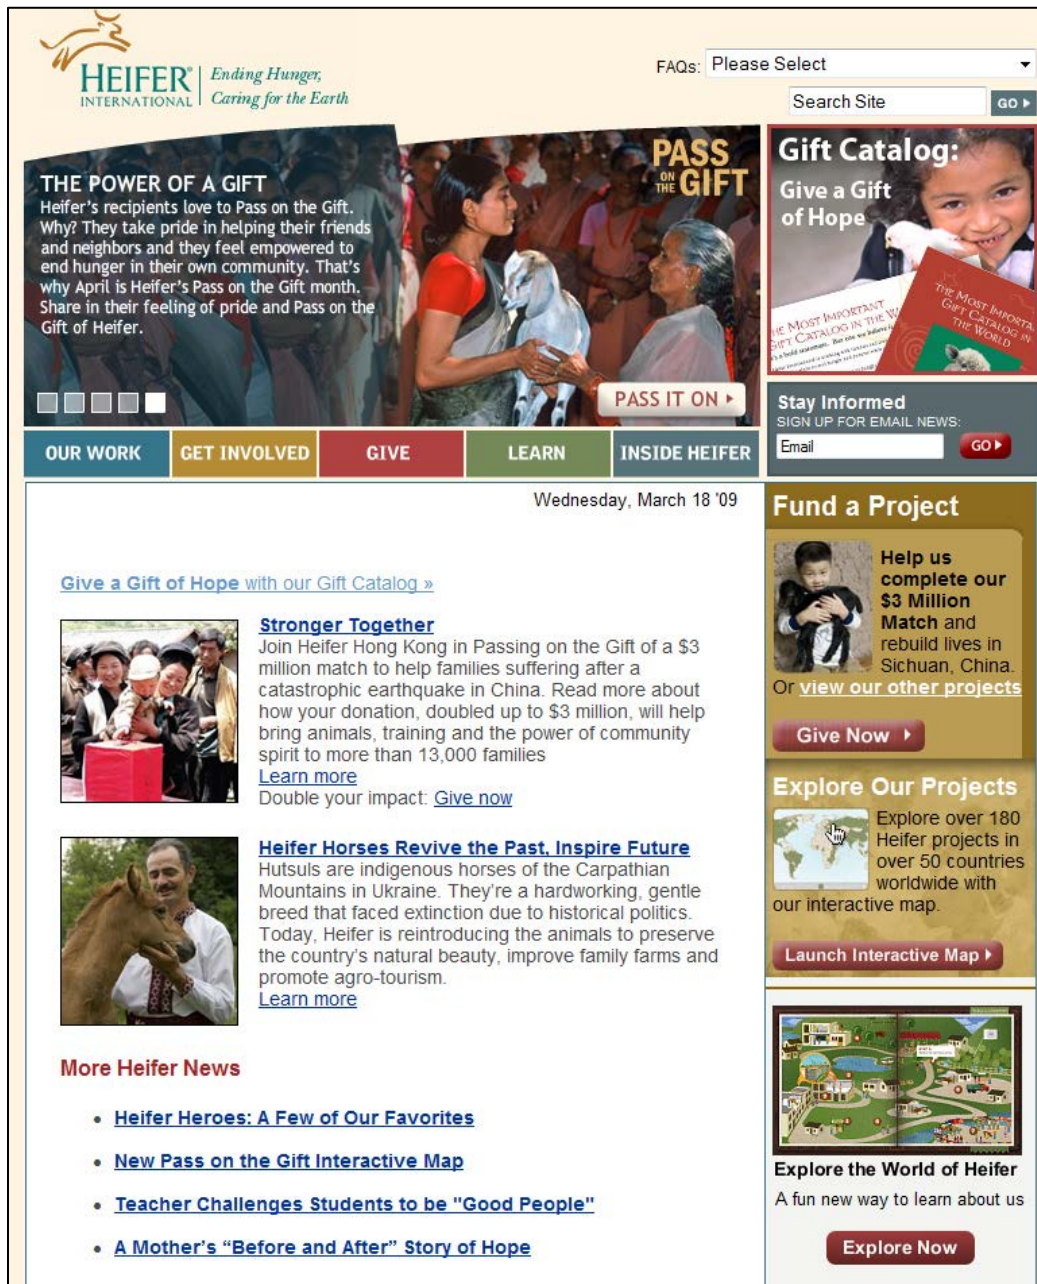 HEIFER®
INTERNATIONAL
Ending Hunger,
Caring for the Earth
FAQs: Please Select
Search Site
GO
THE POWER OF A GIFT
Heifer's recipients love to Pass on the Gift.
Why? They take pride in helping their friends
and neighbors and they feel empowered to
end hunger in their own community. That's
why April is Heifer's Pass on the Gift month.
Share in their feeling of pride and Pass on the
Gift of Heifer.
PASS
ON
THE GIFT
PASS IT ON
Gift Catalog:
Give a Gift
of Hope
THE MOST IMPORTANT
GIFT CATALOG IN THE
THE MOST IMPORTA
GIFT CATALOG IN
THE WORLD
Stay Informed
SIGN UP FOR EMAIL NEWS:
Email
GO
OUR WORK
GET INVOLVED
GIVE
LEARN
INSIDE HEIFER
Wednesday, March 18 '09
Give a Gift of Hope with our Gift Catalog »
Stronger Together
Join Heifer Hong Kong in Passing on the Gift of a $3
million match to help families suffering after a
catastrophic earthquake in China. Read more about
how your donation, doubled up to $3 million, will help
bring animals, training and the power of community
spirit to more than 13,000 families
Learn more
Double your impact: Give now
Heifer Horses Revive the Past, Inspire Future
Hutsuls are indigenous horses of the Carpathian
Mountains in Ukraine. They're a hardworking, gentle
breed that faced extinction due to historical politics.
Today, Heifer is reintroducing the animals to preserve
the country's natural beauty, improve family farms and
promote agro-tourism.
Learn more
More Heifer News
• Heifer Heroes: A Few of Our Favorites
• New Pass on the Gift Interactive Map
• Teacher Challenges Students to be "Good People"
• A Mother's “Before and After” Story of Hope
Fund a Project
Help us
complete our
$3 Million
Match and
rebuild lives in
Sichuan, China.
Or view our other projects
Give Now
Explore Our Projects
Explore over 180
Heifer projects in
over 50 countries
worldwide with
our interactive map.
Launch Interactive Map
Explore the World of Heifer
A fun new way to learn about us
Explore Now